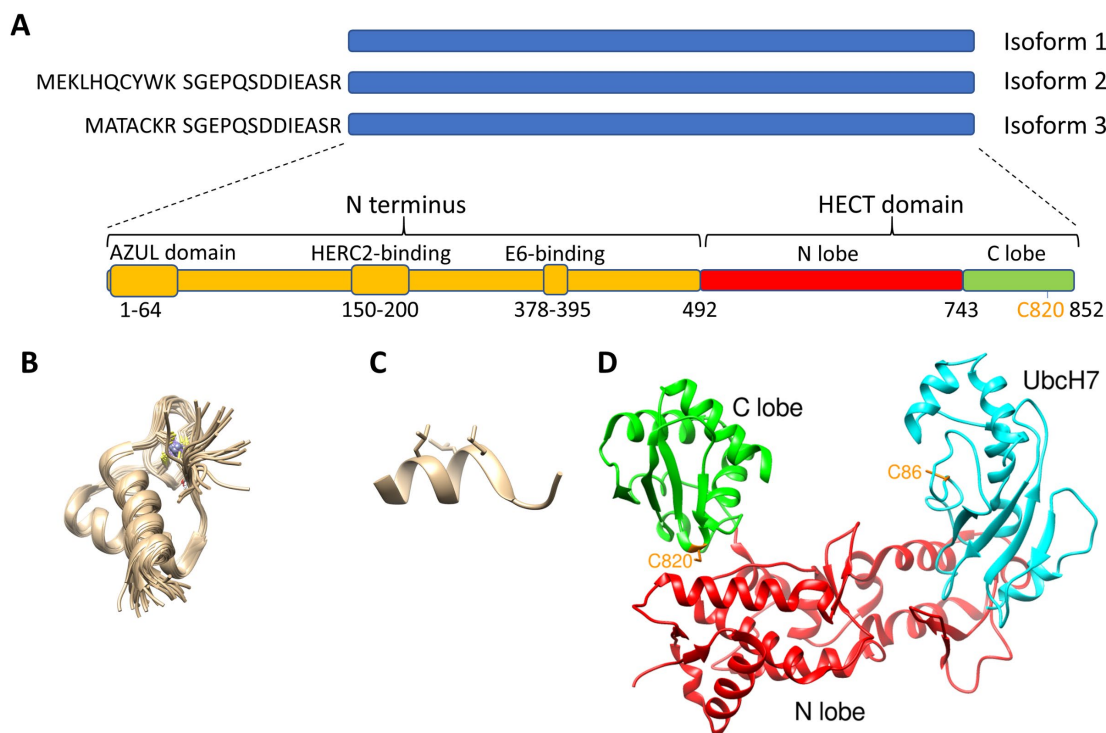 A
Isoform 1
MEKLHQCYWK SGEPQSDDIEASR Isoform 2
MATACKR SGEPQSDDIEASR Isoform 3
N terminus HECT domain
AZUL domain HERC2-binding E6-binding N lobe C lobe
1-64 150-200 378-395 492 743 C820 852
B C D
UbcH7
C lobe
C86
C820
N lobe